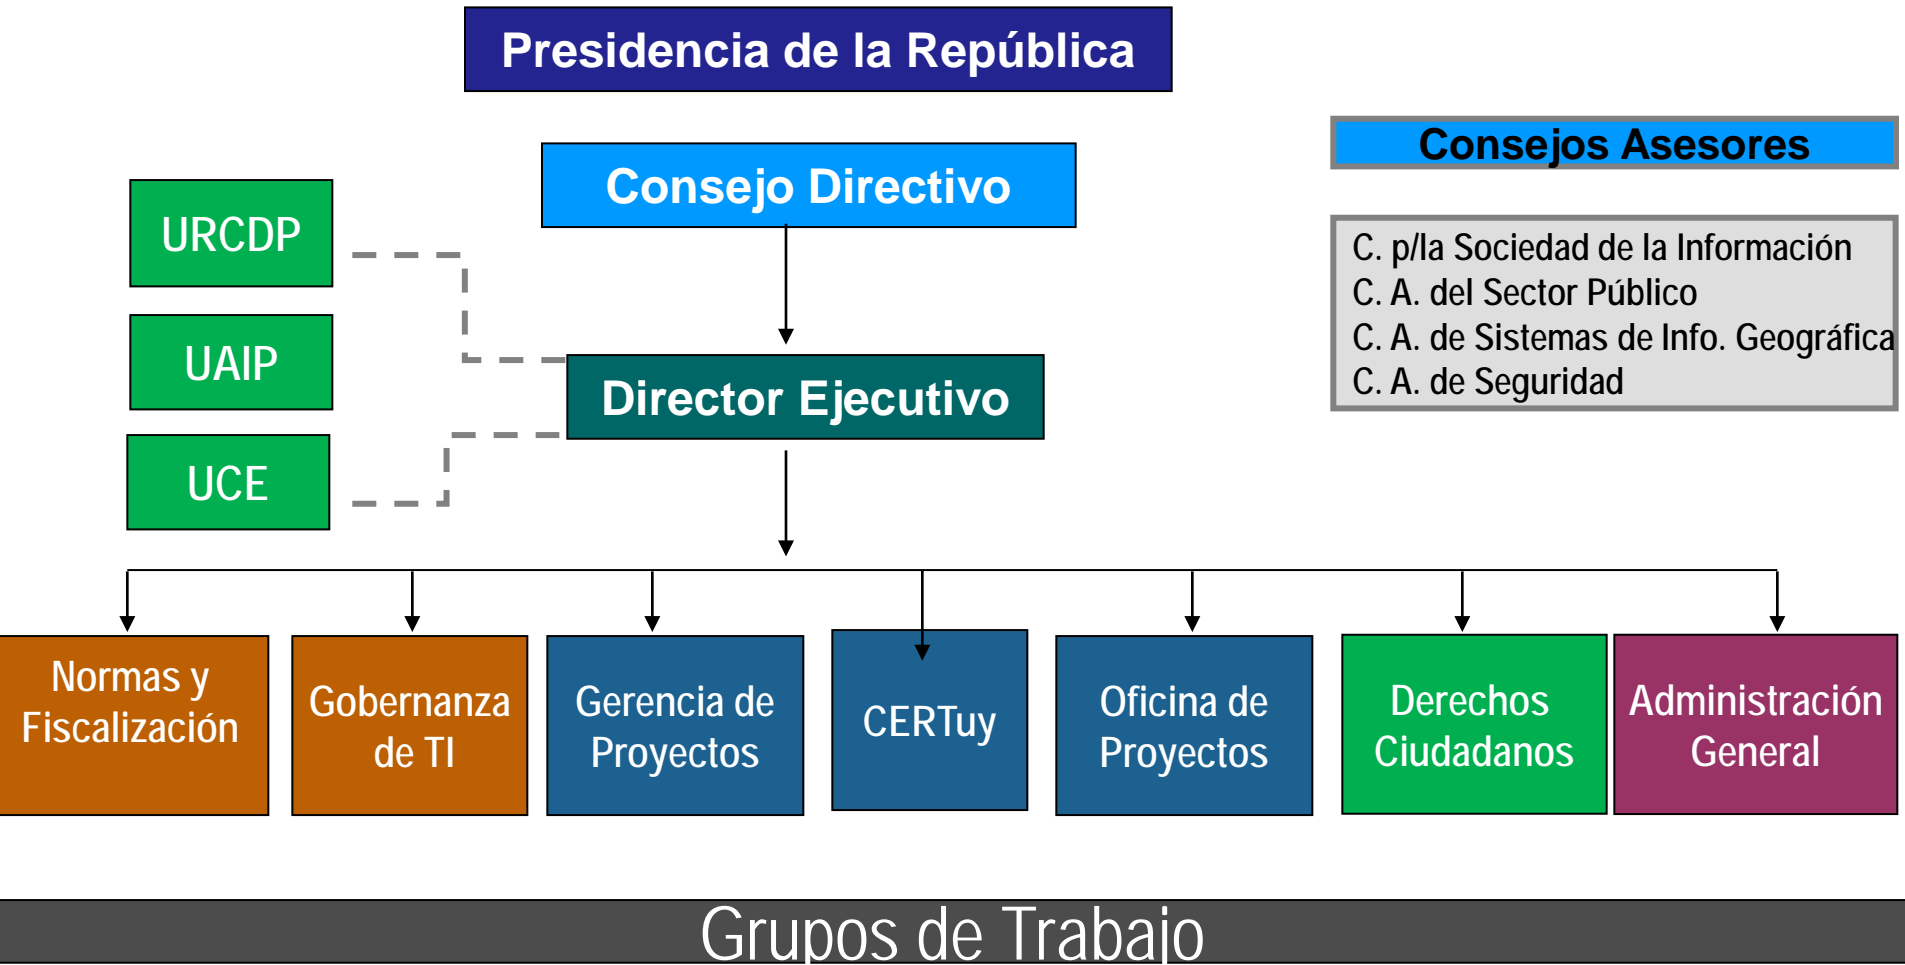 Presidencia de la República
Consejos Asesores
Consejo Directivo
URCDP
C. p/la Sociedad de la Información
C. A. del Sector Público
C. A. de Sistemas de Info. Geográfica
C. A. de Seguridad
UAIP
Director Ejecutivo
UCE
Normas y
Fiscalización
Gobernanza
de TI
Gerencia de
Proyectos
CERTuy
Oficina de
Proyectos
Derechos
Ciudadanos
Administración
General
Grupos de Trabajo